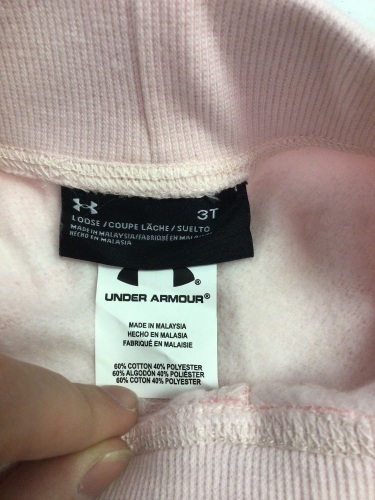 3T
LOOSE / COUPE LÂCHE / SUELTO
MADE IN MALAYSIA/FABRIQUÉ EN MALAISIE
HECHO EN MALASIA
UNDER ARMOUR®
MADE IN MALAYSIA
HECHO EN MALASIA
FABRIQUÉ EN MALAISIE
60% COTTON 40% POLYESTER
60% ALGODÓN 40% POLIÉSTER
60% COTON 40% POLYESTER